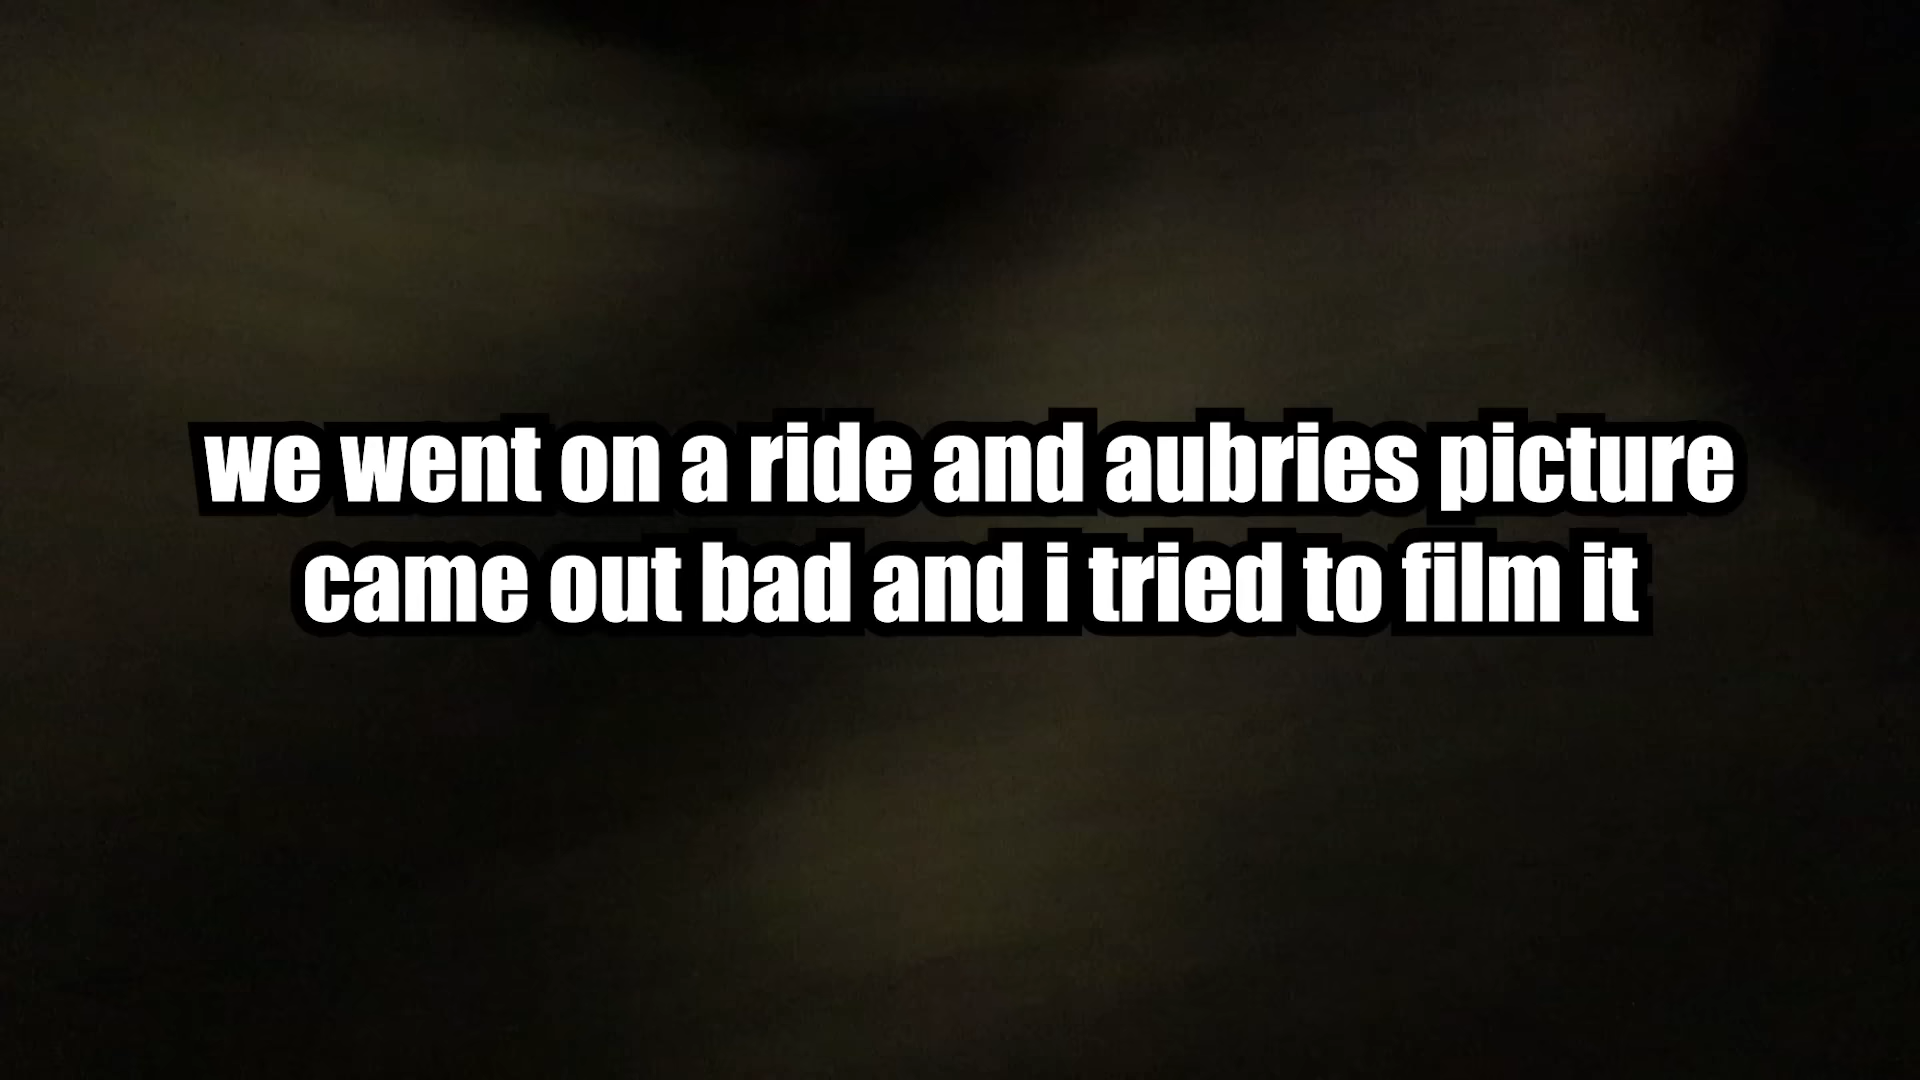 we went on a ride and aubries picture
came out bad and i tried to film it